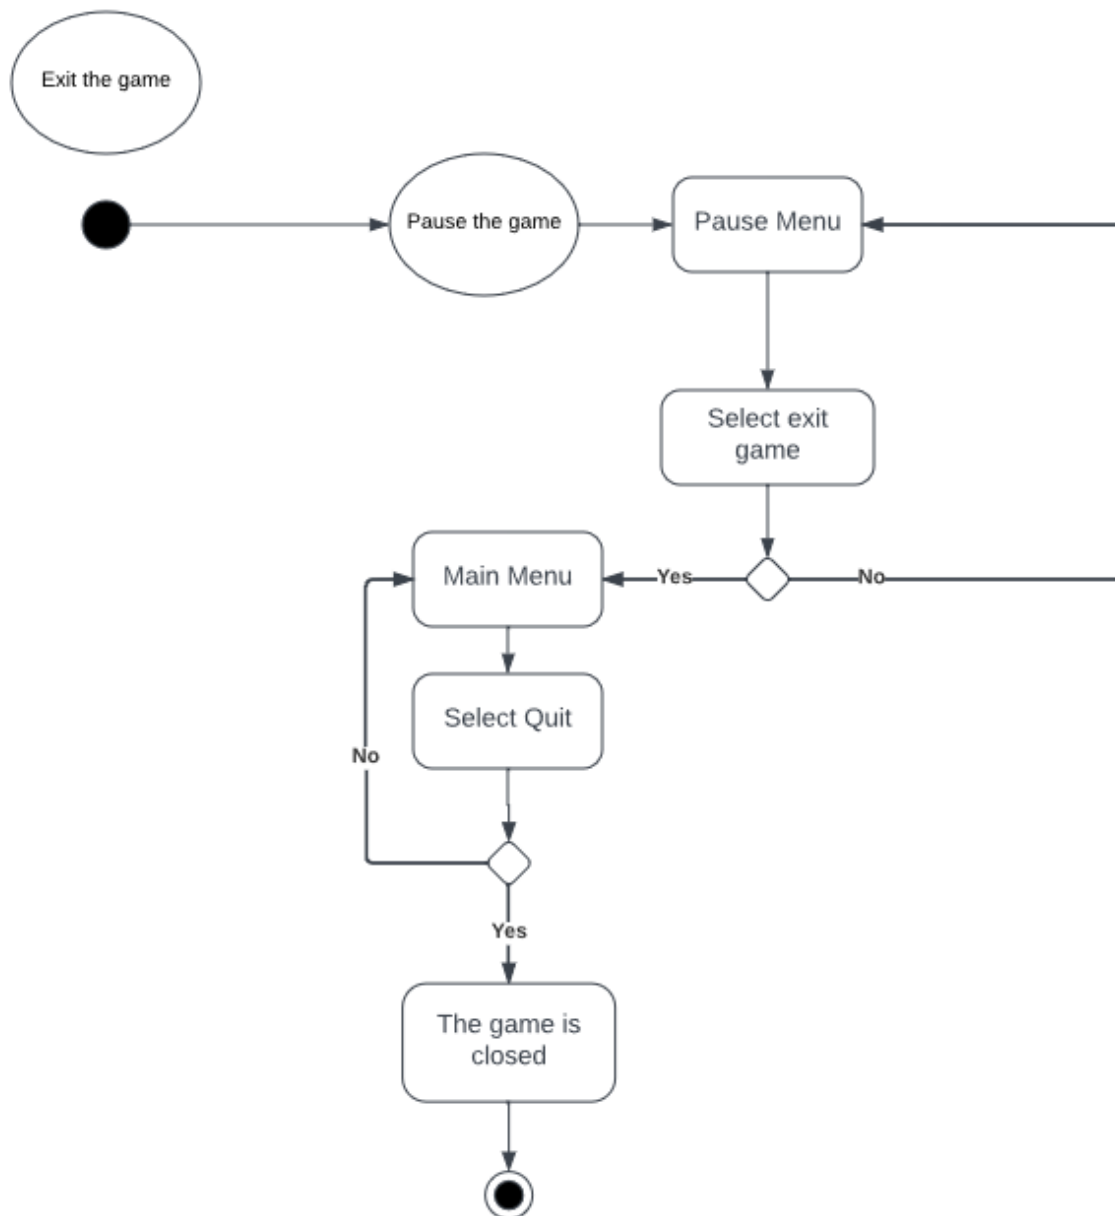 Exit the game
Pause the game
Pause Menu
Select exit
game
Main Menu
Yes
No
Select Quit
No
Yes
The game is
closed